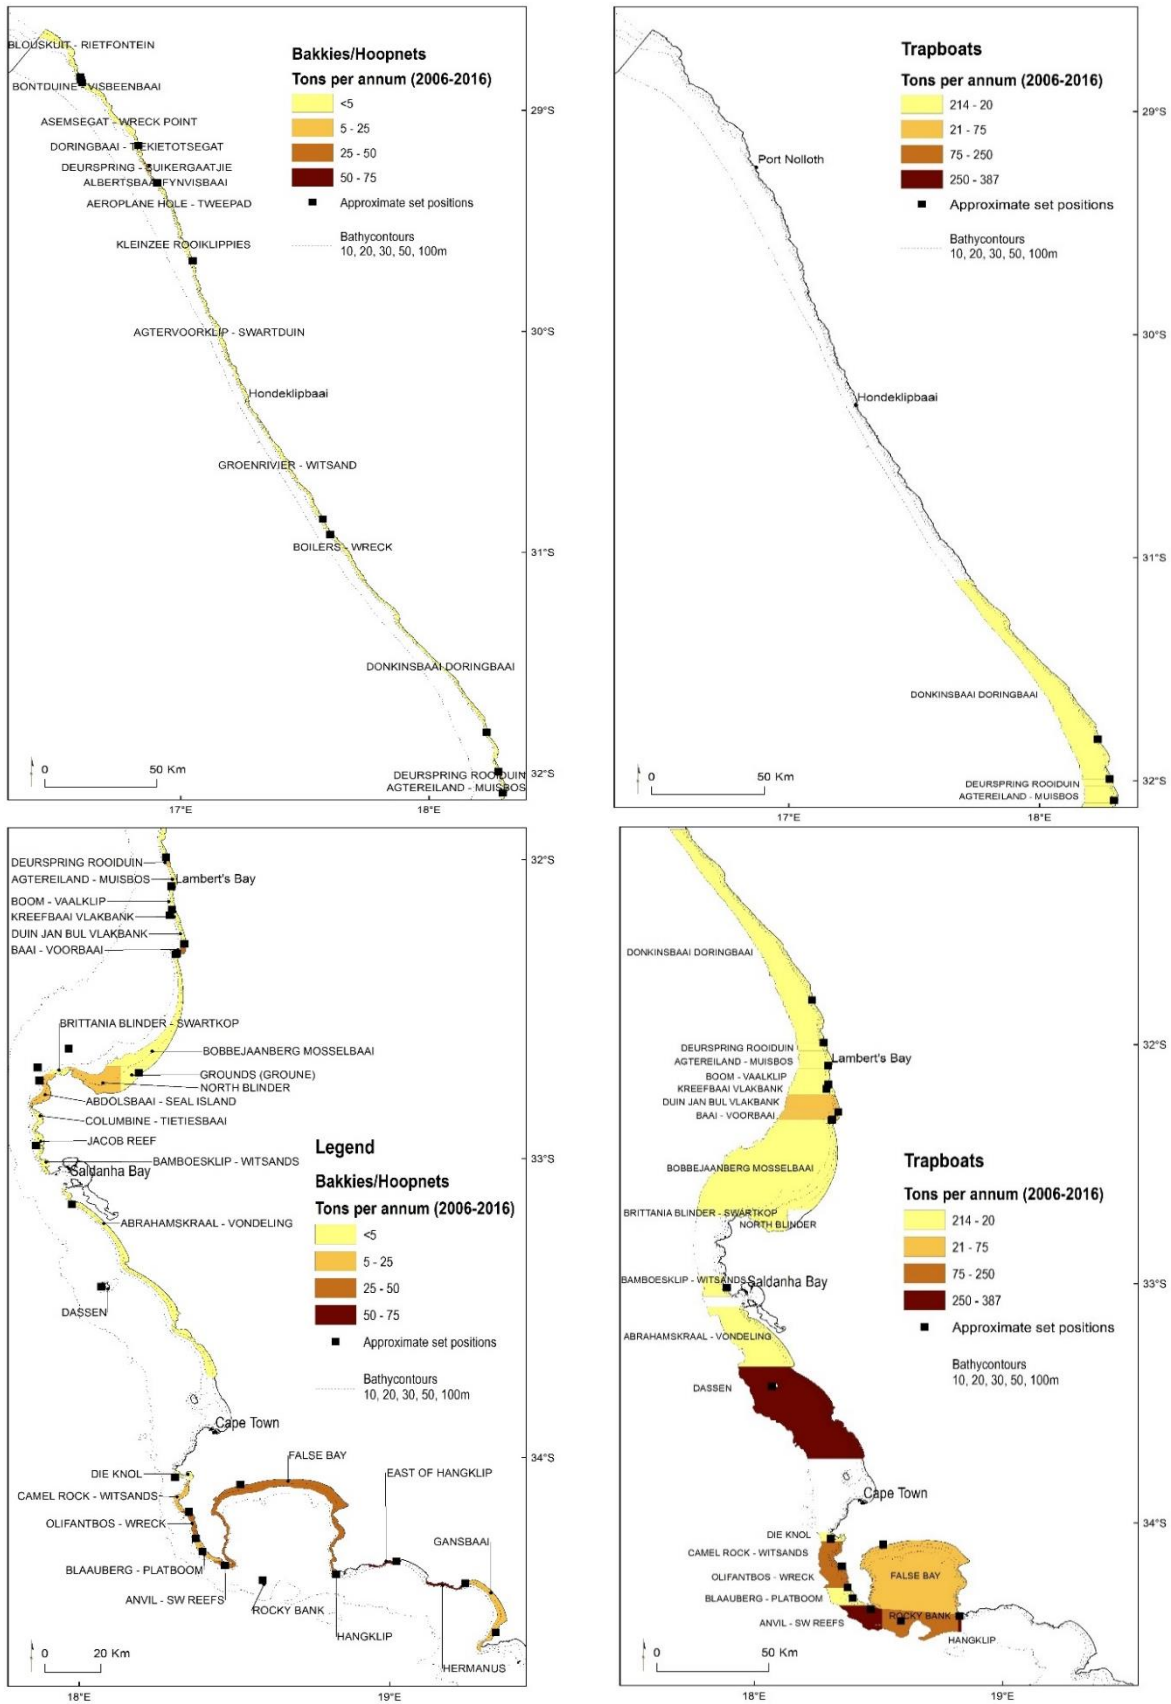 BLOUSKUIT - RIETFONTEIN
BONTDUINE - VISBEENBAAI
ASEMSEGAT - WRECK POINT
DORINGBAAI - TIEKIETOTSEGAT
DEURSPRING - SUIKERGAATJIE
ALBERTSBAAI FYNVISBAAI
AEROPLANE HOLE - TWEEPAD
KLEINZEE ROOIKLIPPIES
AGTERVOORKLIP - SWARTDUIN
Hondeklipbaai
GROENRIVIER - WITSAND
BOILERS - WRECK
DONKINSBAAI DORINGBAAI
DEURSPRING ROOIDUIN
AGTEREILAND - MUISBOS
Bakkies/Hoopnets
Tons per annum (2006-2016)
<5
5 - 25
25 - 50
50 - 75
Approximate set positions
Bathycontours
10, 20, 30, 50, 100m
0 50 Km
29°S
30°S
31°S
32°S
17°E 18°E
Trapboats
Tons per annum (2006-2016)
214 - 20
21 - 75
75 - 250
250 - 387
Approximate set positions
Bathycontours
10, 20, 30, 50, 100m
Port Nolloth
Hondeklipbaai
DONKINSBAAI DORINGBAAI
DEURSPRING ROOIDUIN
AGTEREILAND - MUISBOS
0 50 Km
29°S
30°S
31°S
32°S
17°E 18°E
DEURSPRING ROOIDUIN
AGTEREILAND - MUISBOS
Lambert's Bay
BOOM - VAALKLIP
KREEFBAAI VLAKBANK
DUIN JAN BUL VLAKBANK
BAAI - VOORBAAI
BRITTANIA BLINDER - SWARTKOP
BOBBEJAANBERG MOSSELBAAI
GROUNDS (GROUNE)
NORTH BLINDER
ABDOLSBAAI - SEAL ISLAND
COLUMBINE - TIETIESBAAI
JACOB REEF
BAMBOESKLIP - WITSANDS
Saldanha Bay
ABRAHAMSKRAAL - VONDELING
DASSEN
Cape Town
DIE KNOL
CAMEL ROCK - WITSANDS
OLIFANTBOS - WRECK
BLAAUBERG - PLATBOOM
ANVIL - SW REEFS
FALSE BAY
EAST OF HANGKLIP
GANSBAAI
ROCKY BANK
HANGKLIP
HERMANUS
Legend
Bakkies/Hoopnets
Tons per annum (2006-2016)
<5
5 - 25
25 - 50
50 - 75
Approximate set positions
Bathycontours
10, 20, 30, 50, 100m
0 20 Km
32°S
33°S
34°S
18°E 19°E
DONKINSBAAI DORINGBAAI
DEURSPRING ROOIDUIN
AGTEREILAND - MUISBOS
Lambert's Bay
BOOM - VAALKLIP
KREEFBAAI VLAKBANK
DUIN JAN BUL VLAKBANK
BAAI - VOORBAAI
BOBBEJAANBERG MOSSELBAAI
BRITTANIA BLINDER - SWARTKOP
NORTH BLINDER
BAMBOESKLIP - WITSANDS
Saldanha Bay
ABRAHAMSKRAAL - VONDELING
DASSEN
Cape Town
DIE KNOL
CAMEL ROCK - WITSANDS
OLIFANTBOS - WRECK
FALSE BAY
BLAAUBERG - PLATBOOM
ROCKY BANK
ANVIL - SW REEFS
HANGKLIP
Trapboats
Tons per annum (2006-2016)
214 - 20
21 - 75
75 - 250
250 - 387
Approximate set positions
Bathycontours
10, 20, 30, 50, 100m
0 50 Km
32°S
33°S
34°S
18°E 19°E